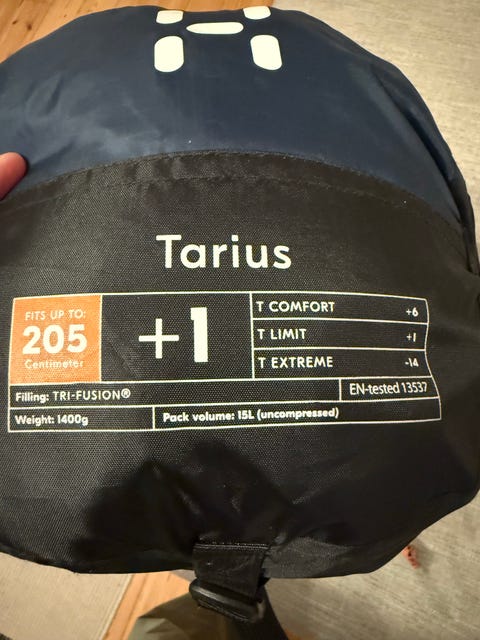 Tarius
FITS UP TO:
205
Centimeter
+1
T COMFORT +6
T LIMIT +1
T EXTREME -14
Filling: TRI-FUSION®
EN-tested 13537
Weight: 1400g
Pack volume: 15L (uncompressed)